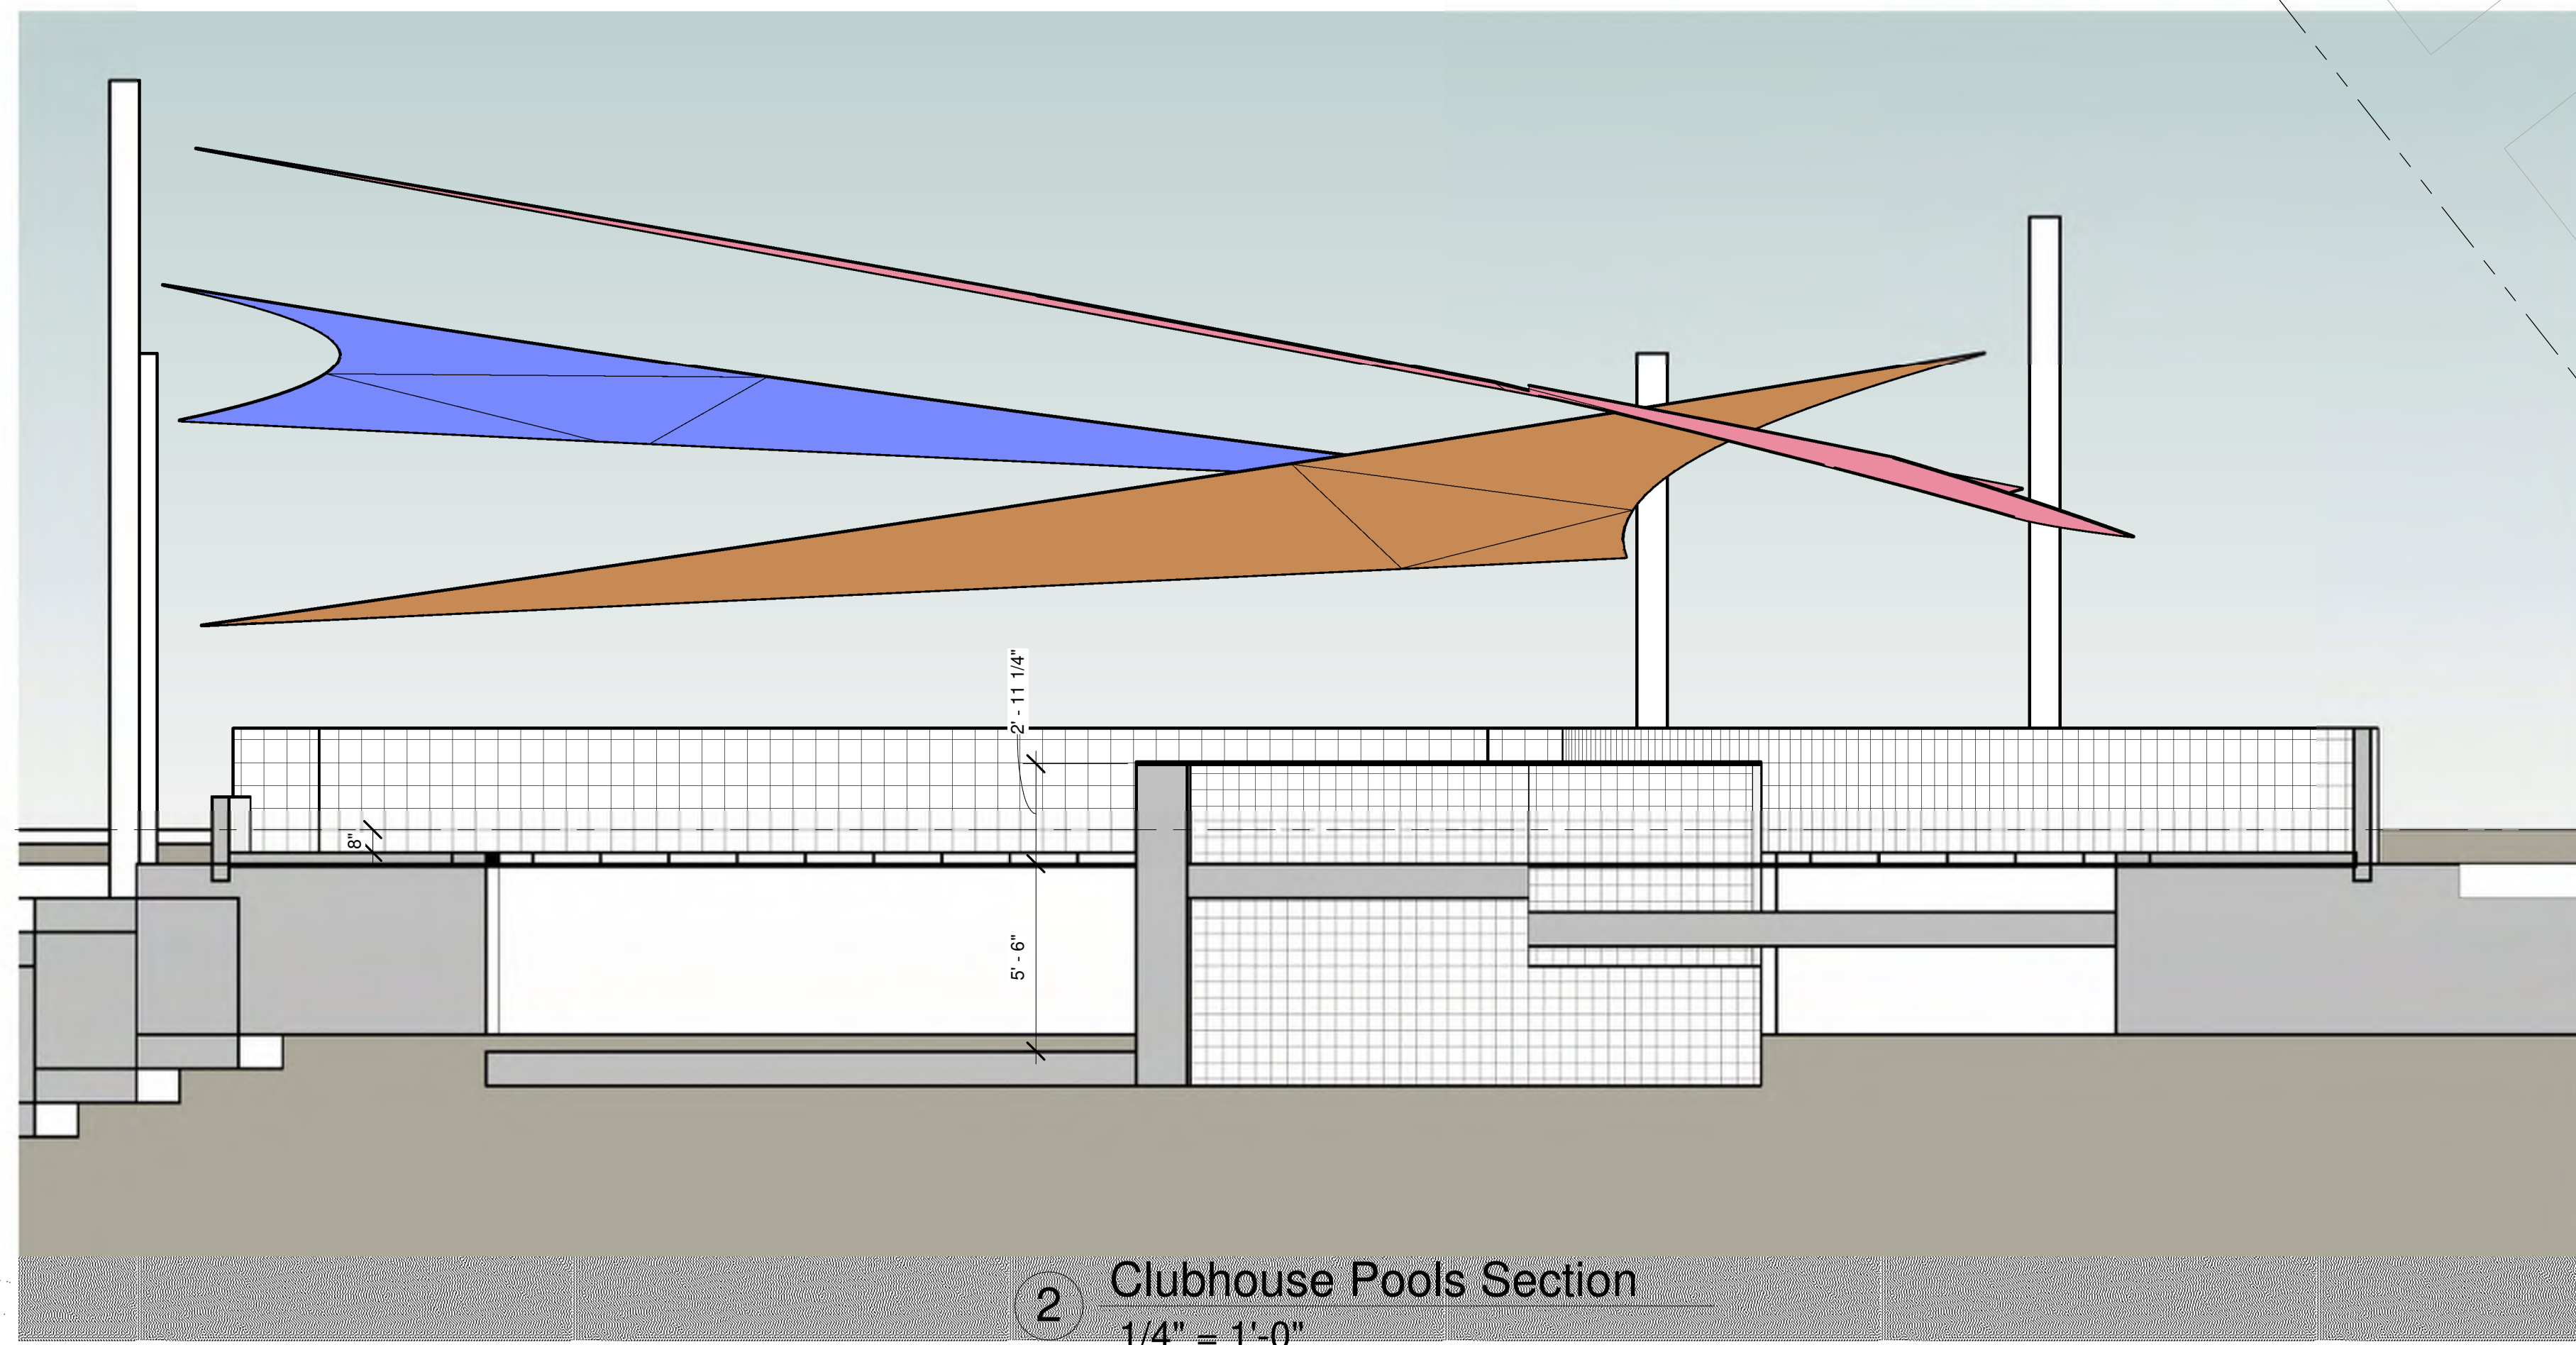 2' - 11 1/4"
8"
5' - 6"
2
Clubhouse Pools Section
1/4" = 1'-0"